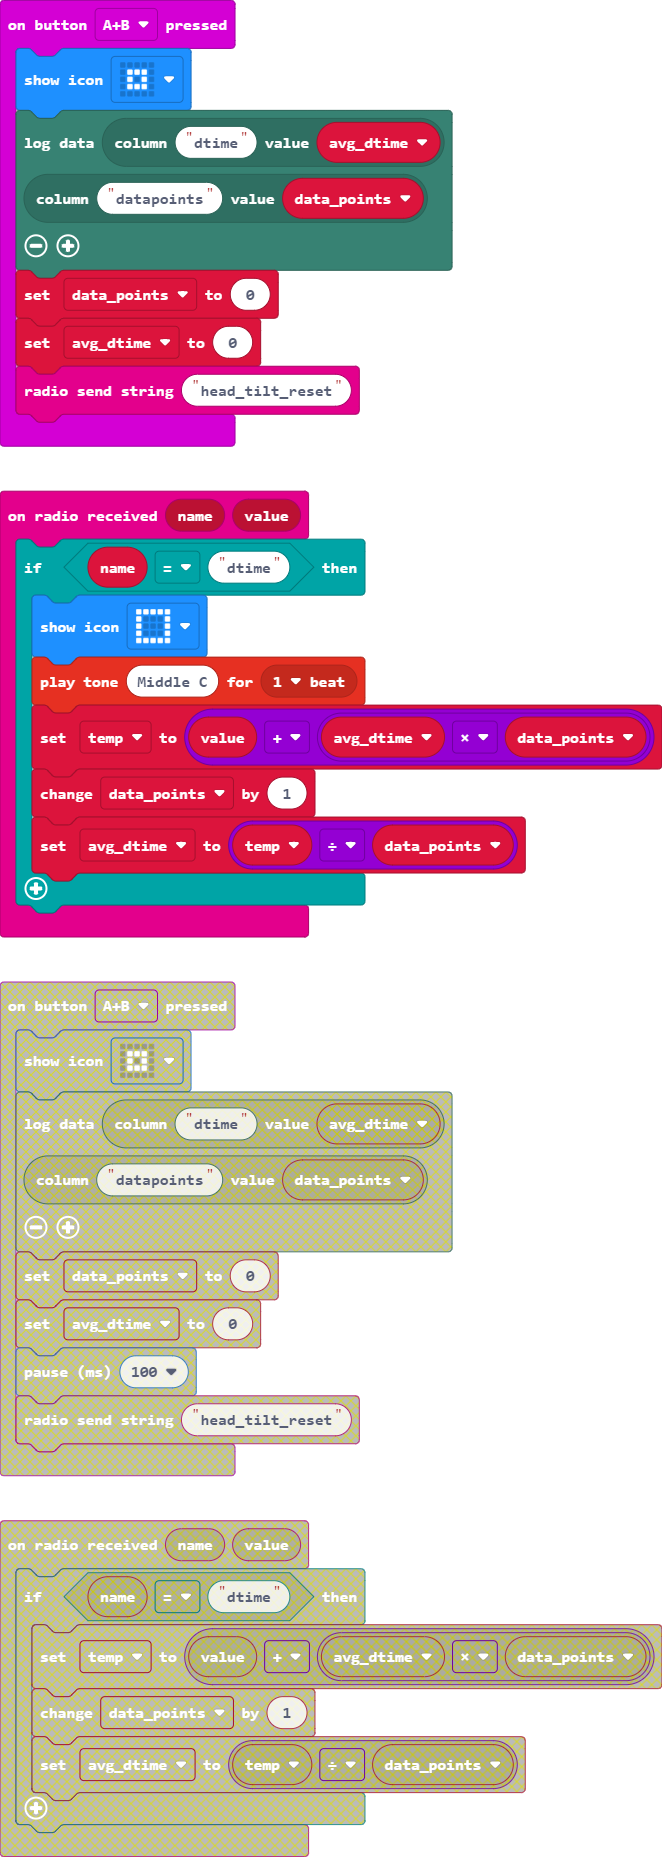 on button A+B pressed
show icon
log data column "dtime" value avg_dtime
column "datapoints" value data_points
set data_points to 0
set avg_dtime to 0
radio send string "head_tilt_reset"
on radio received name value
if name = "dtime" then
show icon
play tone Middle C for 1 beat
set temp to value + avg_dtime × data_points
change data_points by 1
set avg_dtime to temp ÷ data_points
on button A+B pressed
show icon
log data column "dtime" value avg_dtime
column "datapoints" value data_points
set data_points to 0
set avg_dtime to 0
pause (ms) 100
radio send string "head_tilt_reset"
on radio received name value
if name = "dtime" then
set temp to value + avg_dtime × data_points
change data_points by 1
set avg_dtime to temp ÷ data_points